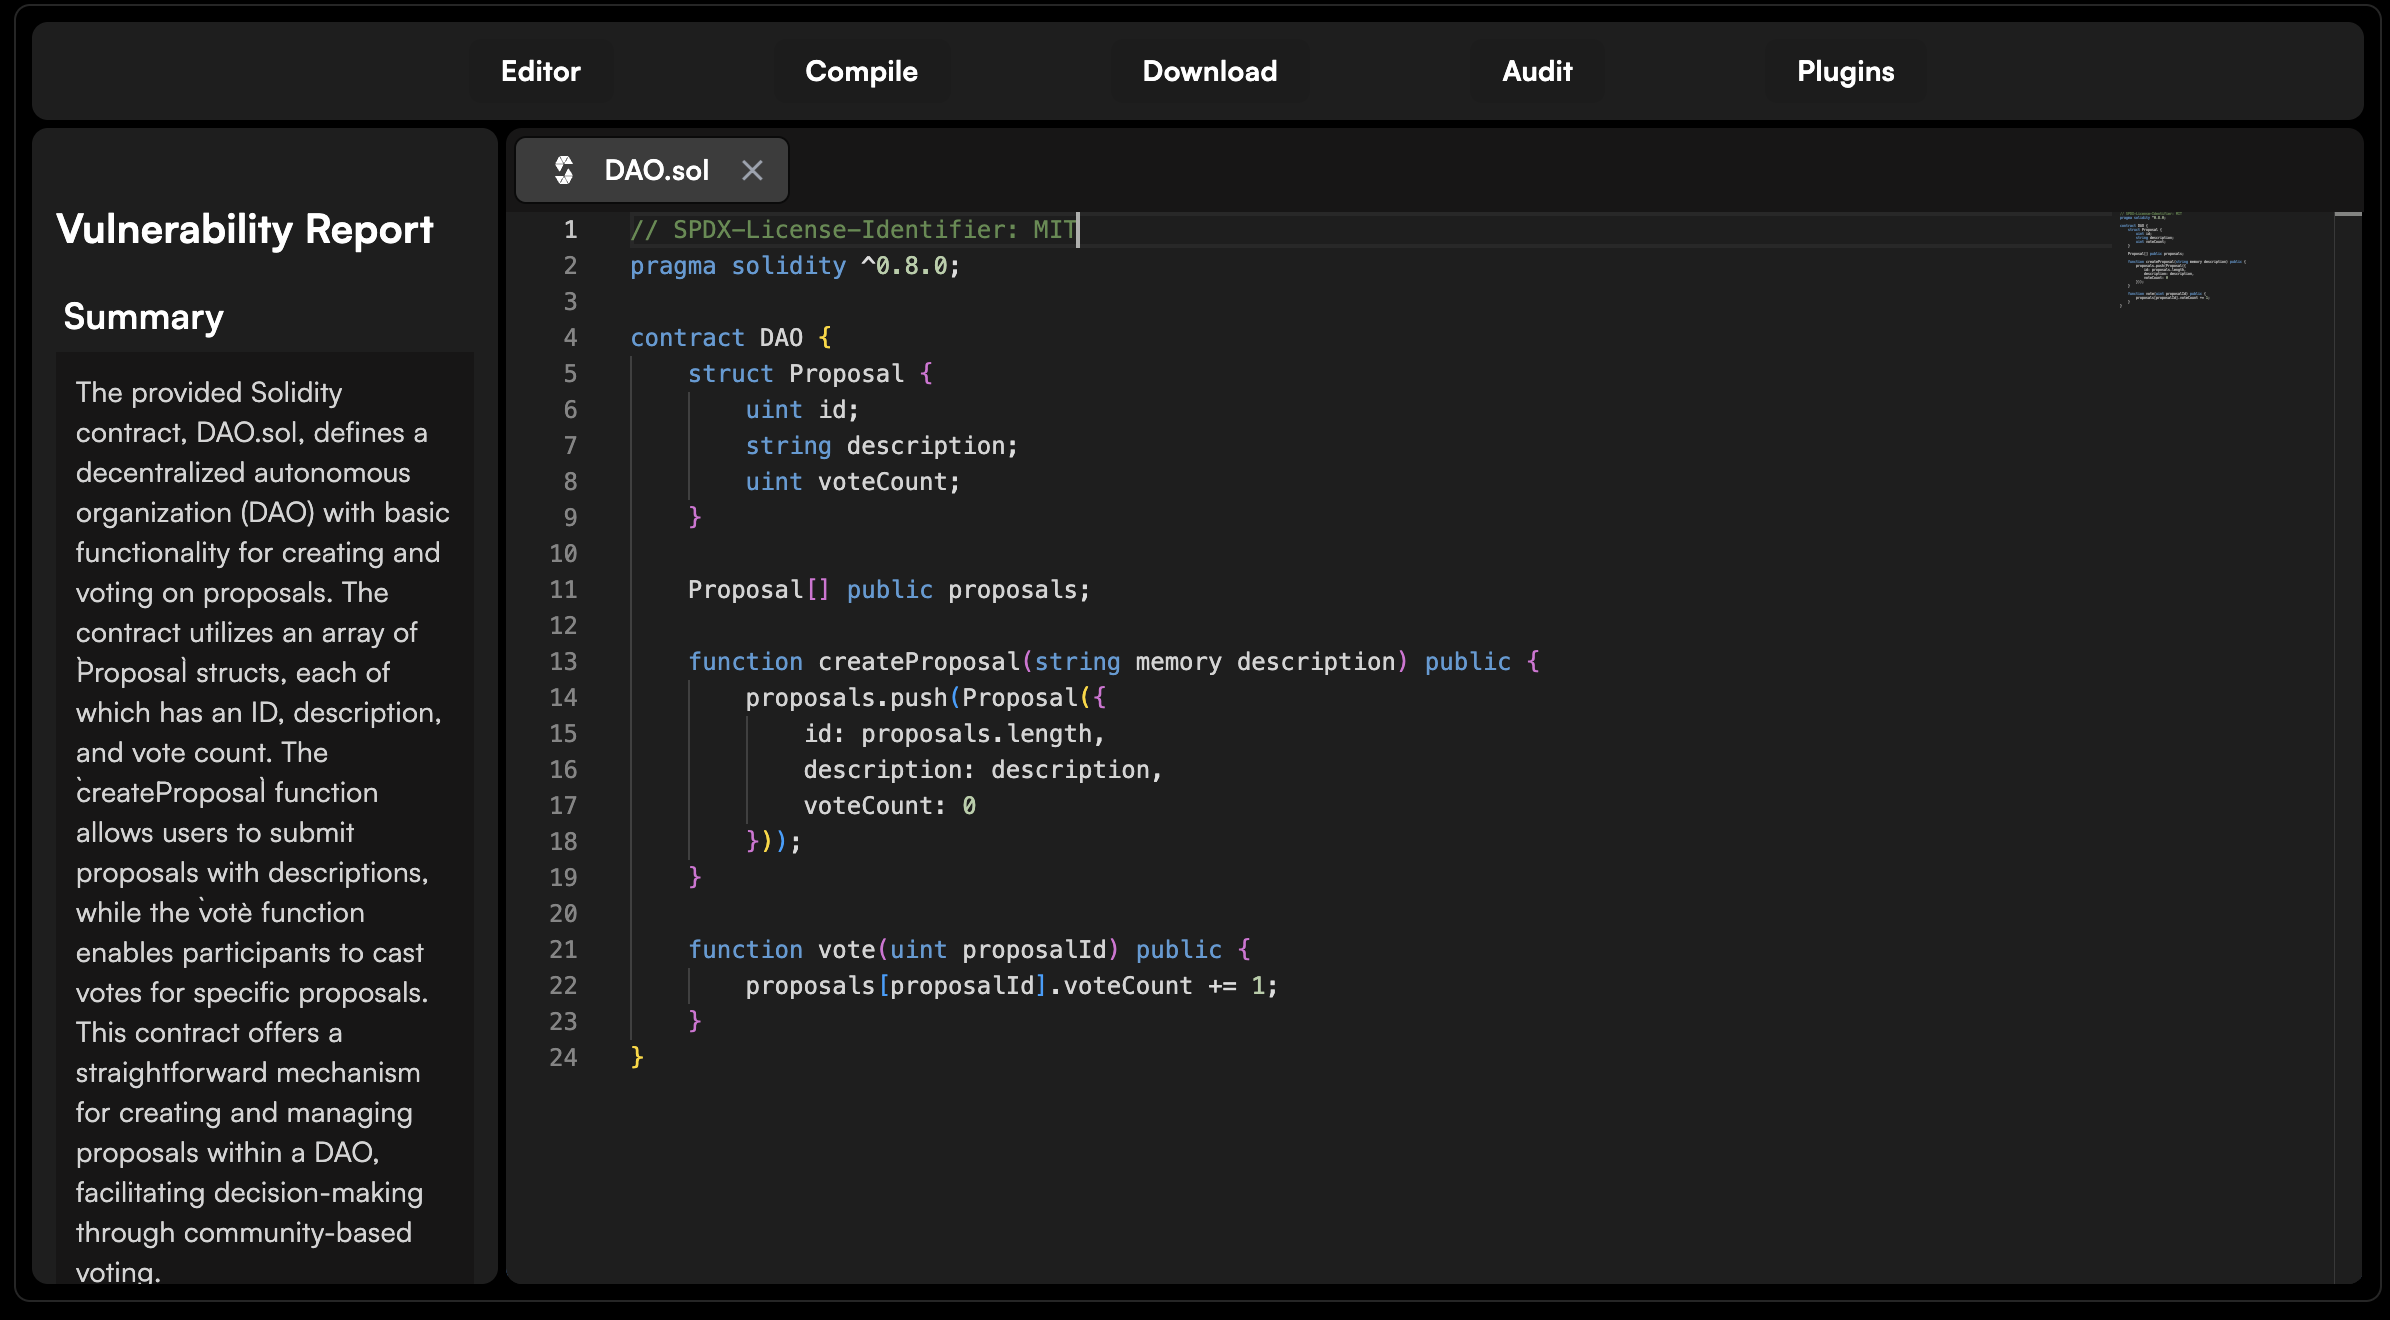 Editor Compile Download Audit Plugins
Vulnerability Report
Summary
The provided Solidity
contract, DAO.sol, defines a
decentralized autonomous
organization (DAO) with basic
functionality for creating and
voting on proposals. The
contract utilizes an array of
`Proposal` structs, each of
which has an ID, description,
and vote count. The
`createProposal` function
allows users to submit
proposals with descriptions,
while the `vote` function
enables participants to cast
votes for specific proposals.
This contract offers a
straightforward mechanism
for creating and managing
proposals within a DAO,
facilitating decision-making
through community-based
voting.
DAO.sol
1 // SPDX-License-Identifier: MIT
2 pragma solidity ^0.8.0;
3
4 contract DAO {
5 struct Proposal {
6 uint id;
7 string description;
8 uint voteCount;
9 }
10
11 Proposal[] public proposals;
12
13 function createProposal(string memory description) public {
14 proposals.push(Proposal({
15 id: proposals.length,
16 description: description,
17 voteCount: 0
18 }));
19 }
20
21 function vote(uint proposalId) public {
22 proposals[proposalId].voteCount += 1;
23 }
24 }